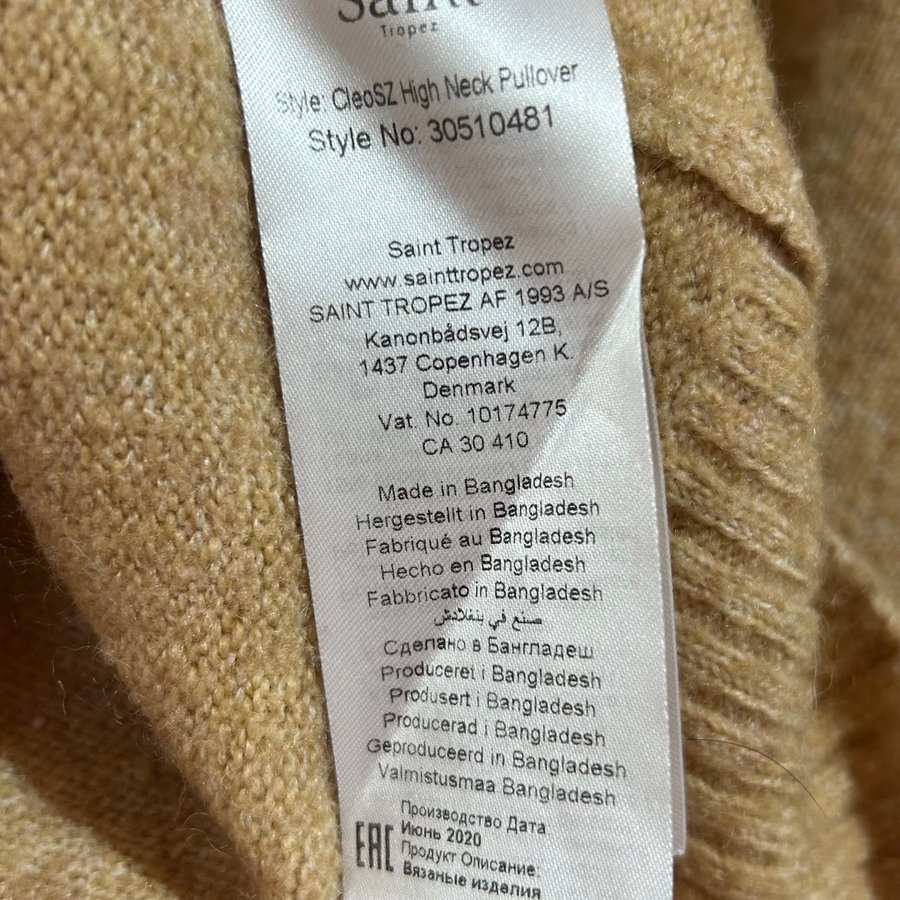 Saint
Tropez
Style: CleoSZ High Neck Pullover
Style No: 30510481
Saint Tropez
www.sainttropez.com
SAINT TROPEZ AF 1993 A/S
Kanonbådsvej 12B,
1437 Copenhagen K.
Denmark
Vat. No. 10174775
CA 30 410
Made in Bangladesh
Hergestellt in Bangladesh
Fabriqué au Bangladesh
Hecho en Bangladesh
Fabbricato in Bangladesh
صنع في بنغلادش
Сделано в Бангладеш
Produceret i Bangladesh
Produsert i Bangladesh
Producerad i Bangladesh
Geproduceerd in Bangladesh
Valmistusmaa Bangladesh
Производство Дата
Июнь 2020
EAC Продукт Описание:
Вязаные изделия